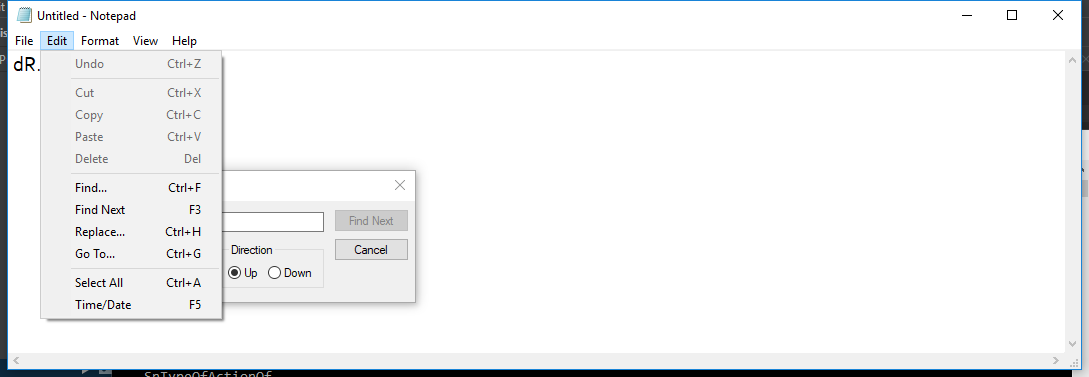 Untitled - Notepad
File Edit Format View Help
dR.
Undo Ctrl+Z
Cut Ctrl+X
Copy Ctrl+C
Paste Ctrl+V
Delete Del
Find... Ctrl+F
Find Next F3
Replace... Ctrl+H
Go To... Ctrl+G
Select All Ctrl+A
Time/Date F5
Find Next
Direction
Cancel
Up Down